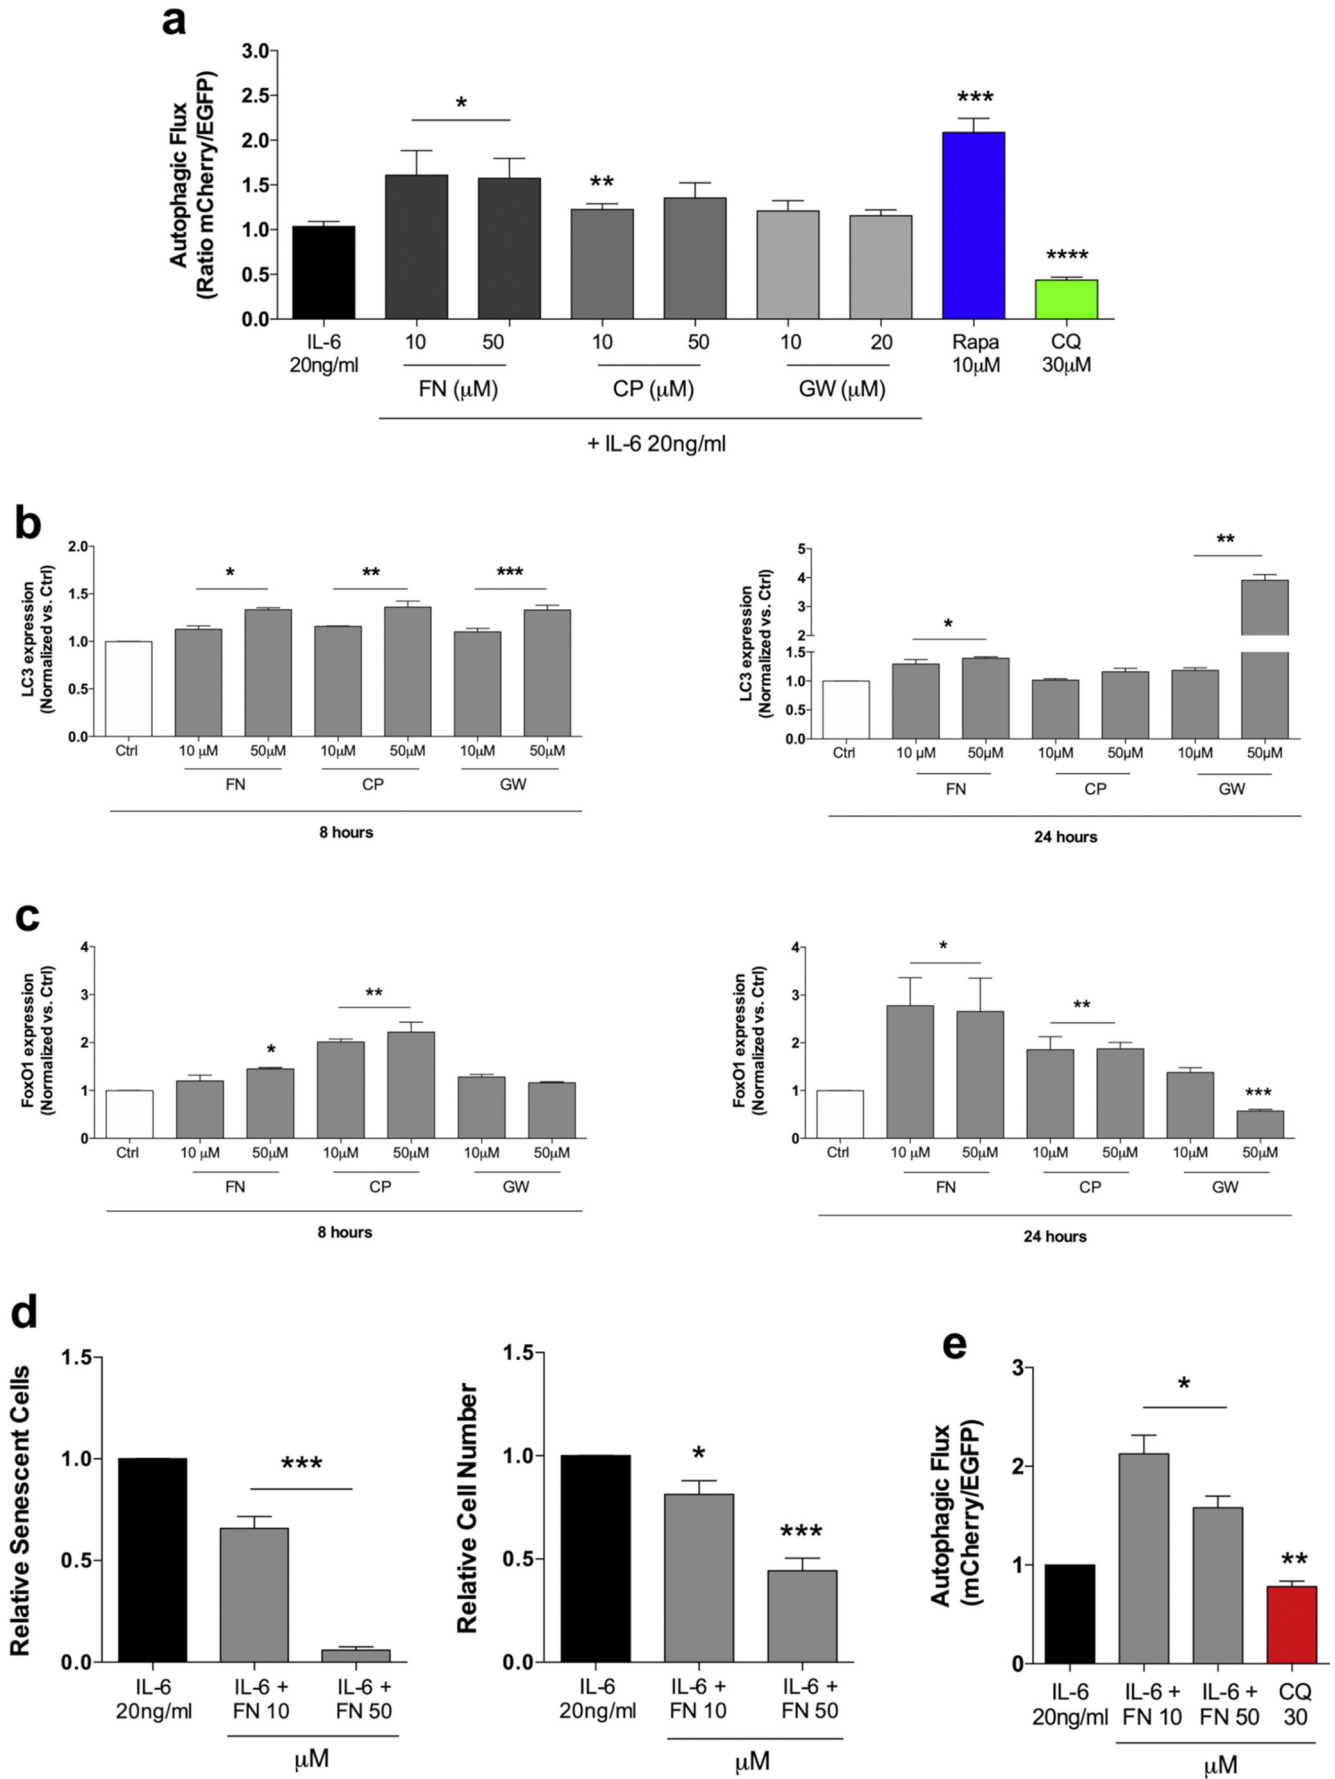 a
Autophagic Flux
(Ratio mCherry/EGFP)
3.0
2.5
2.0
1.5
1.0
0.5
0.0
*
**
***
****
IL-6
20ng/ml
10 50 10 50 10 20
Rapa
10μM
CQ
30μM
FN (μM) CP (μM) GW (μM)
+ IL-6 20ng/ml
b
LC3 expression
(Normalized vs. Ctrl)
2.0
1.5
1.0
0.5
0.0
* ** ***
Ctrl 10 μM 50μM 10μM 50μM 10μM 50μM
FN CP GW
8 hours
LC3 expression
(Normalized vs. Ctrl)
5
4
3
2
1.5
1.0
0.5
0.0
* **
Ctrl 10 μM 50μM 10μM 50μM 10μM 50μM
FN CP GW
24 hours
c
FoxO1 expression
(Normalized vs. Ctrl)
4
3
2
1
0
* **
Ctrl 10 μM 50μM 10μM 50μM 10μM 50μM
FN CP GW
8 hours
FoxO1 expression
(Normalized vs. Ctrl)
4
3
2
1
0
* ** ***
Ctrl 10 μM 50μM 10μM 50μM 10μM 50μM
FN CP GW
24 hours
d
Relative Senescent Cells
1.5
1.0
0.5
0.0
***
IL-6 IL-6 + IL-6 +
20ng/ml FN 10 FN 50
μM
Relative Cell Number
1.5
1.0
0.5
0.0
* ***
IL-6 IL-6 + IL-6 +
20ng/ml FN 10 FN 50
μM
e
Autophagic Flux
(mCherry/EGFP)
3
2
1
0
* **
IL-6 IL-6 + IL-6 + CQ
20ng/ml FN 10 FN 50 30
μM